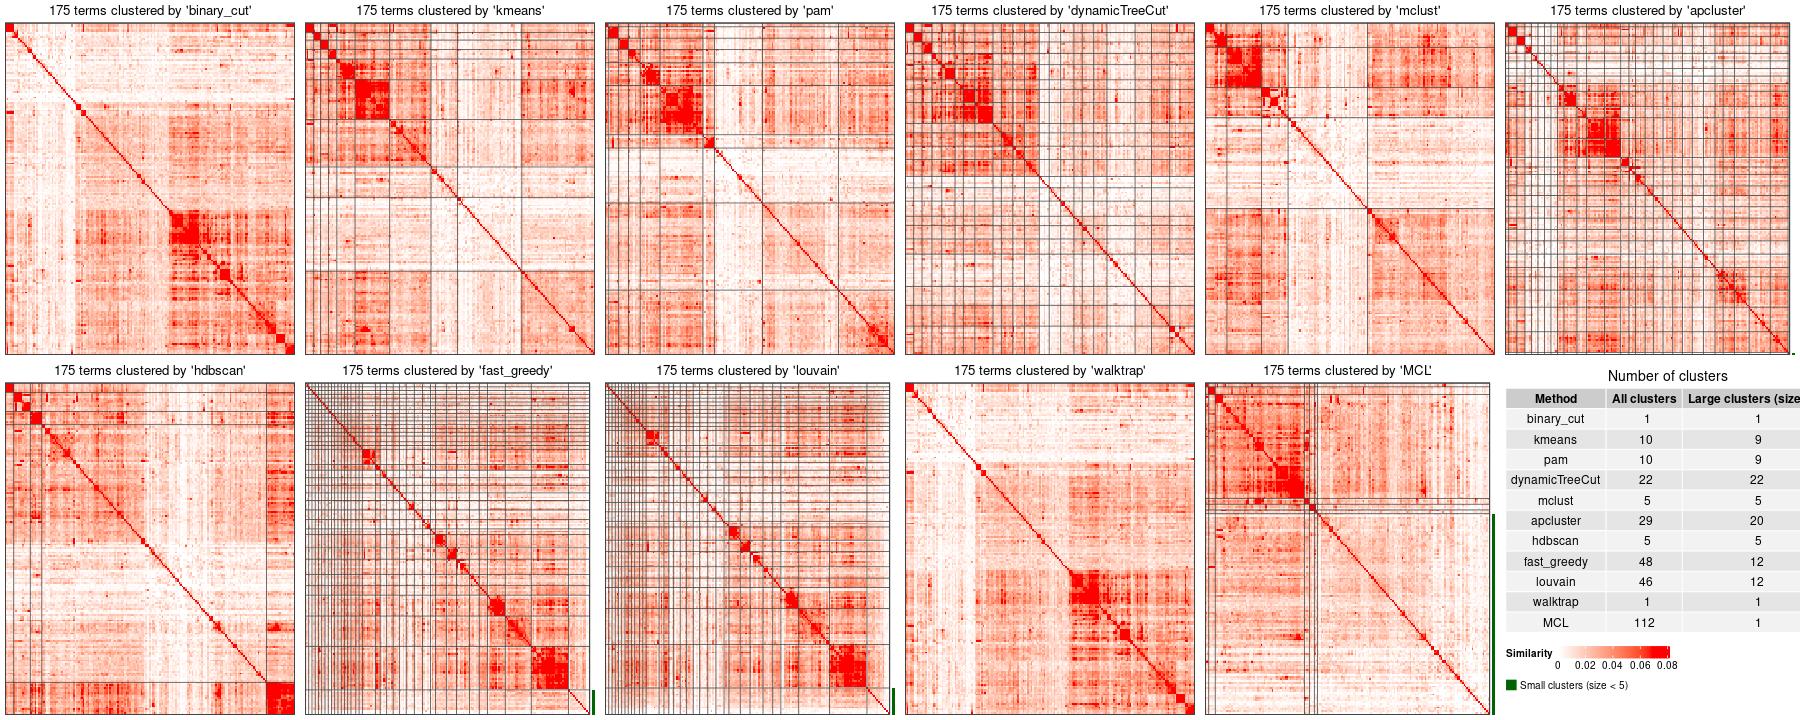 175 terms clustered by 'binary_cut'
175 terms clustered by 'kmeans'
175 terms clustered by 'pam'
175 terms clustered by 'dynamicTreeCut'
175 terms clustered by 'mclust'
175 terms clustered by 'apcluster'
175 terms clustered by 'hdbscan'
175 terms clustered by 'fast_greedy'
175 terms clustered by 'louvain'
175 terms clustered by 'walktrap'
175 terms clustered by 'MCL'
Number of clusters
Method All clusters Large clusters (size
binary_cut 1 1
kmeans 10 9
pam 10 9
dynamicTreeCut 22 22
mclust 5 5
apcluster 29 20
hdbscan 5 5
fast_greedy 48 12
louvain 46 12
walktrap 1 1
MCL 112 1
Similarity
0 0.02 0.04 0.06 0.08
Small clusters (size < 5)